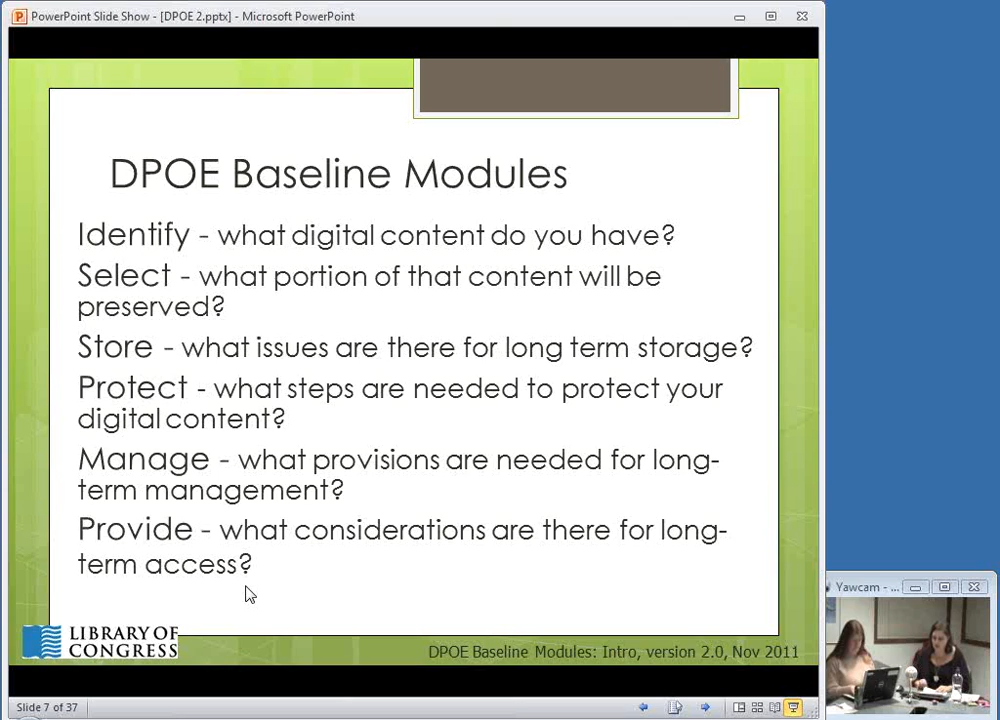 PowerPoint Slide Show - [DPOE 2.pptx] - Microsoft PowerPoint
DPOE Baseline Modules
Identify - what digital content do you have?
Select - what portion of that content will be
preserved?
Store - what issues are there for long term storage?
Protect - what steps are needed to protect your
digital content?
Manage - what provisions are needed for long-
term management?
Provide - what considerations are there for long-
term access?
LIBRARY OF
CONGRESS
DPOE Baseline Modules: Intro, version 2.0, Nov 2011
Slide 7 of 37
Yawcam - ...